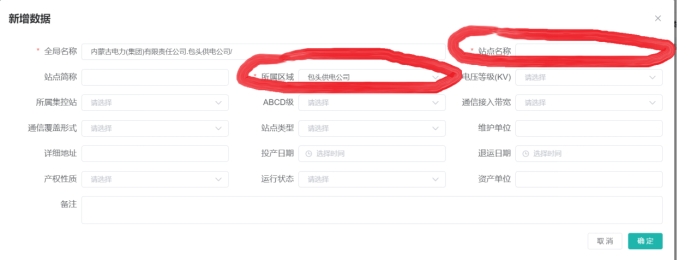 新增数据
* 全局名称 内蒙古电力(集团)有限责任公司.包头供电公司/ * 站点名称
站点简称 * 所属区域 包头供电公司 电压等级(KV) 请选择
所属集控站 请选择 ABCD级 请选择 通信接入带宽 请选择
通信覆盖形式 请选择 站点类型 请选择 维护单位
详细地址 投产日期 选择时间 退运日期 选择时间
产权性质 请选择 运行状态 请选择 资产单位
备注
取消 确定